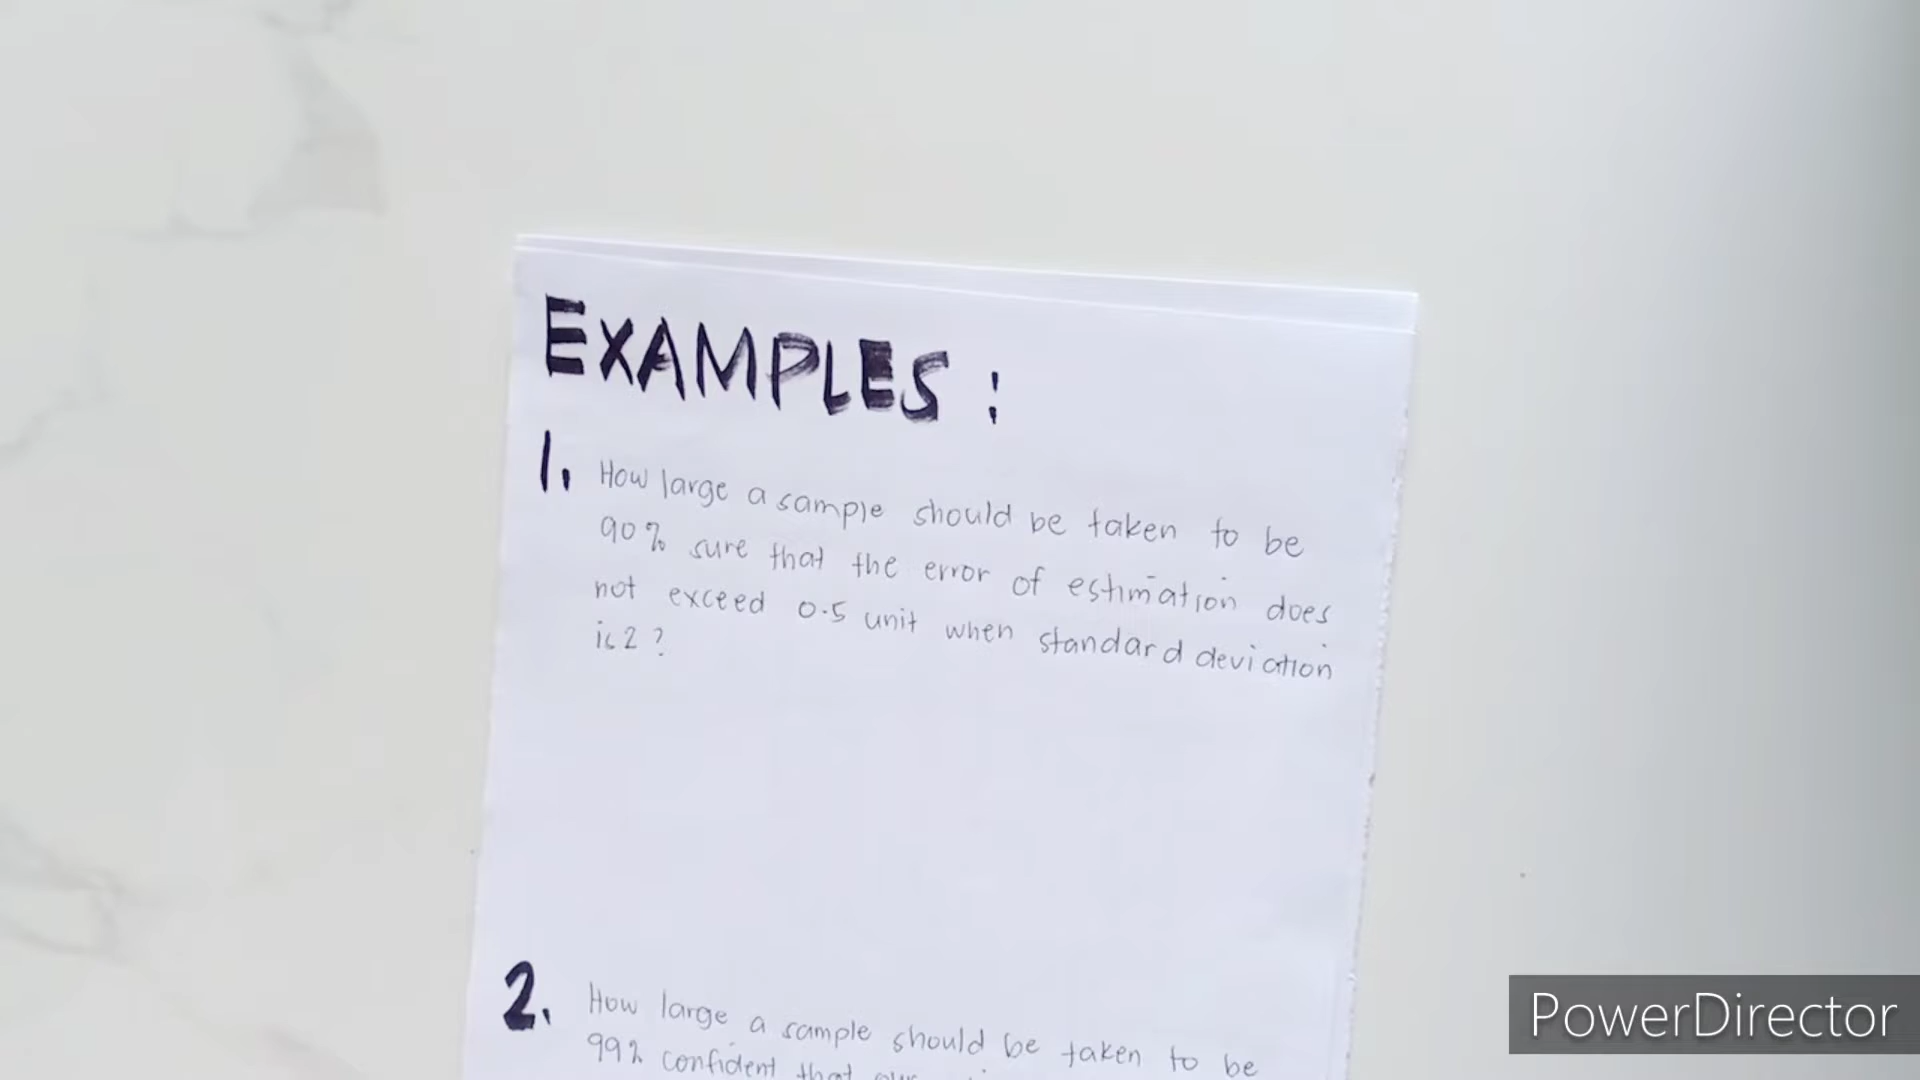 EXAMPLES :
1. How large a sample should be taken to be
90% sure that the error of estimation does
not exceed 0.5 unit when standard deviation
is 2 ?
2. How large a sample should be taken to be
99% confident that our
PowerDirector